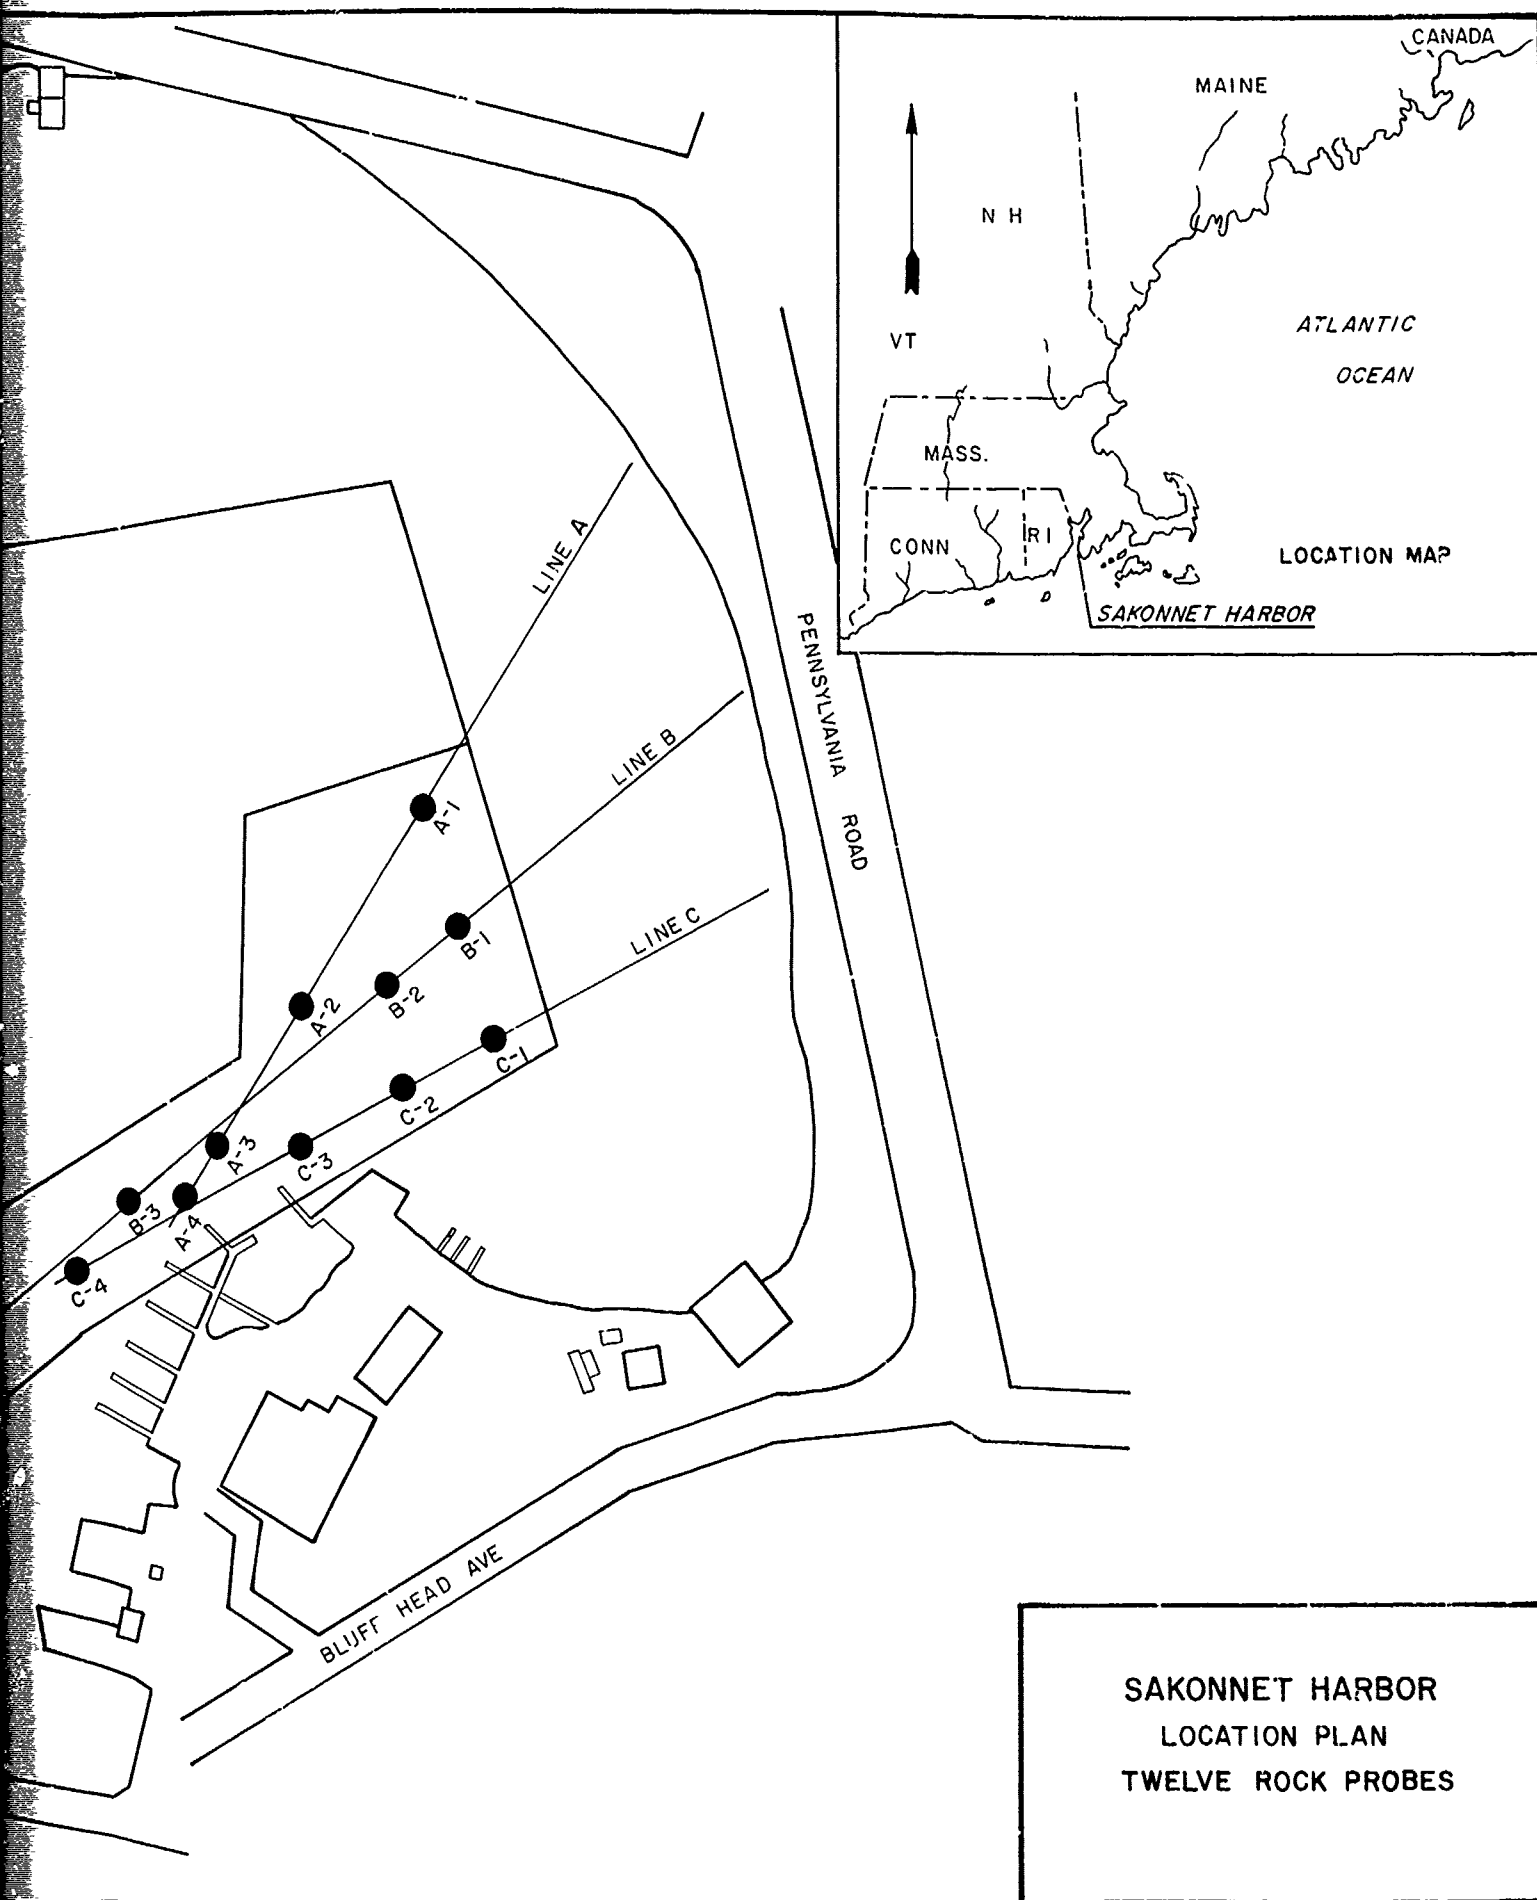 CANADA
MAINE
N H
ATLANTIC
OCEAN
VT
MASS.
CONN
RI
LOCATION MAP
SAKONNET HARBOR
LINE A
LINE B
LINE C
PENNSYLVANIA ROAD
A-1
B-1
B-2
A-2
C-1
C-2
A-3
C-3
B-3
A-4
C-4
BLUFF HEAD AVE
SAKONNET HARBOR
LOCATION PLAN
TWELVE ROCK PROBES